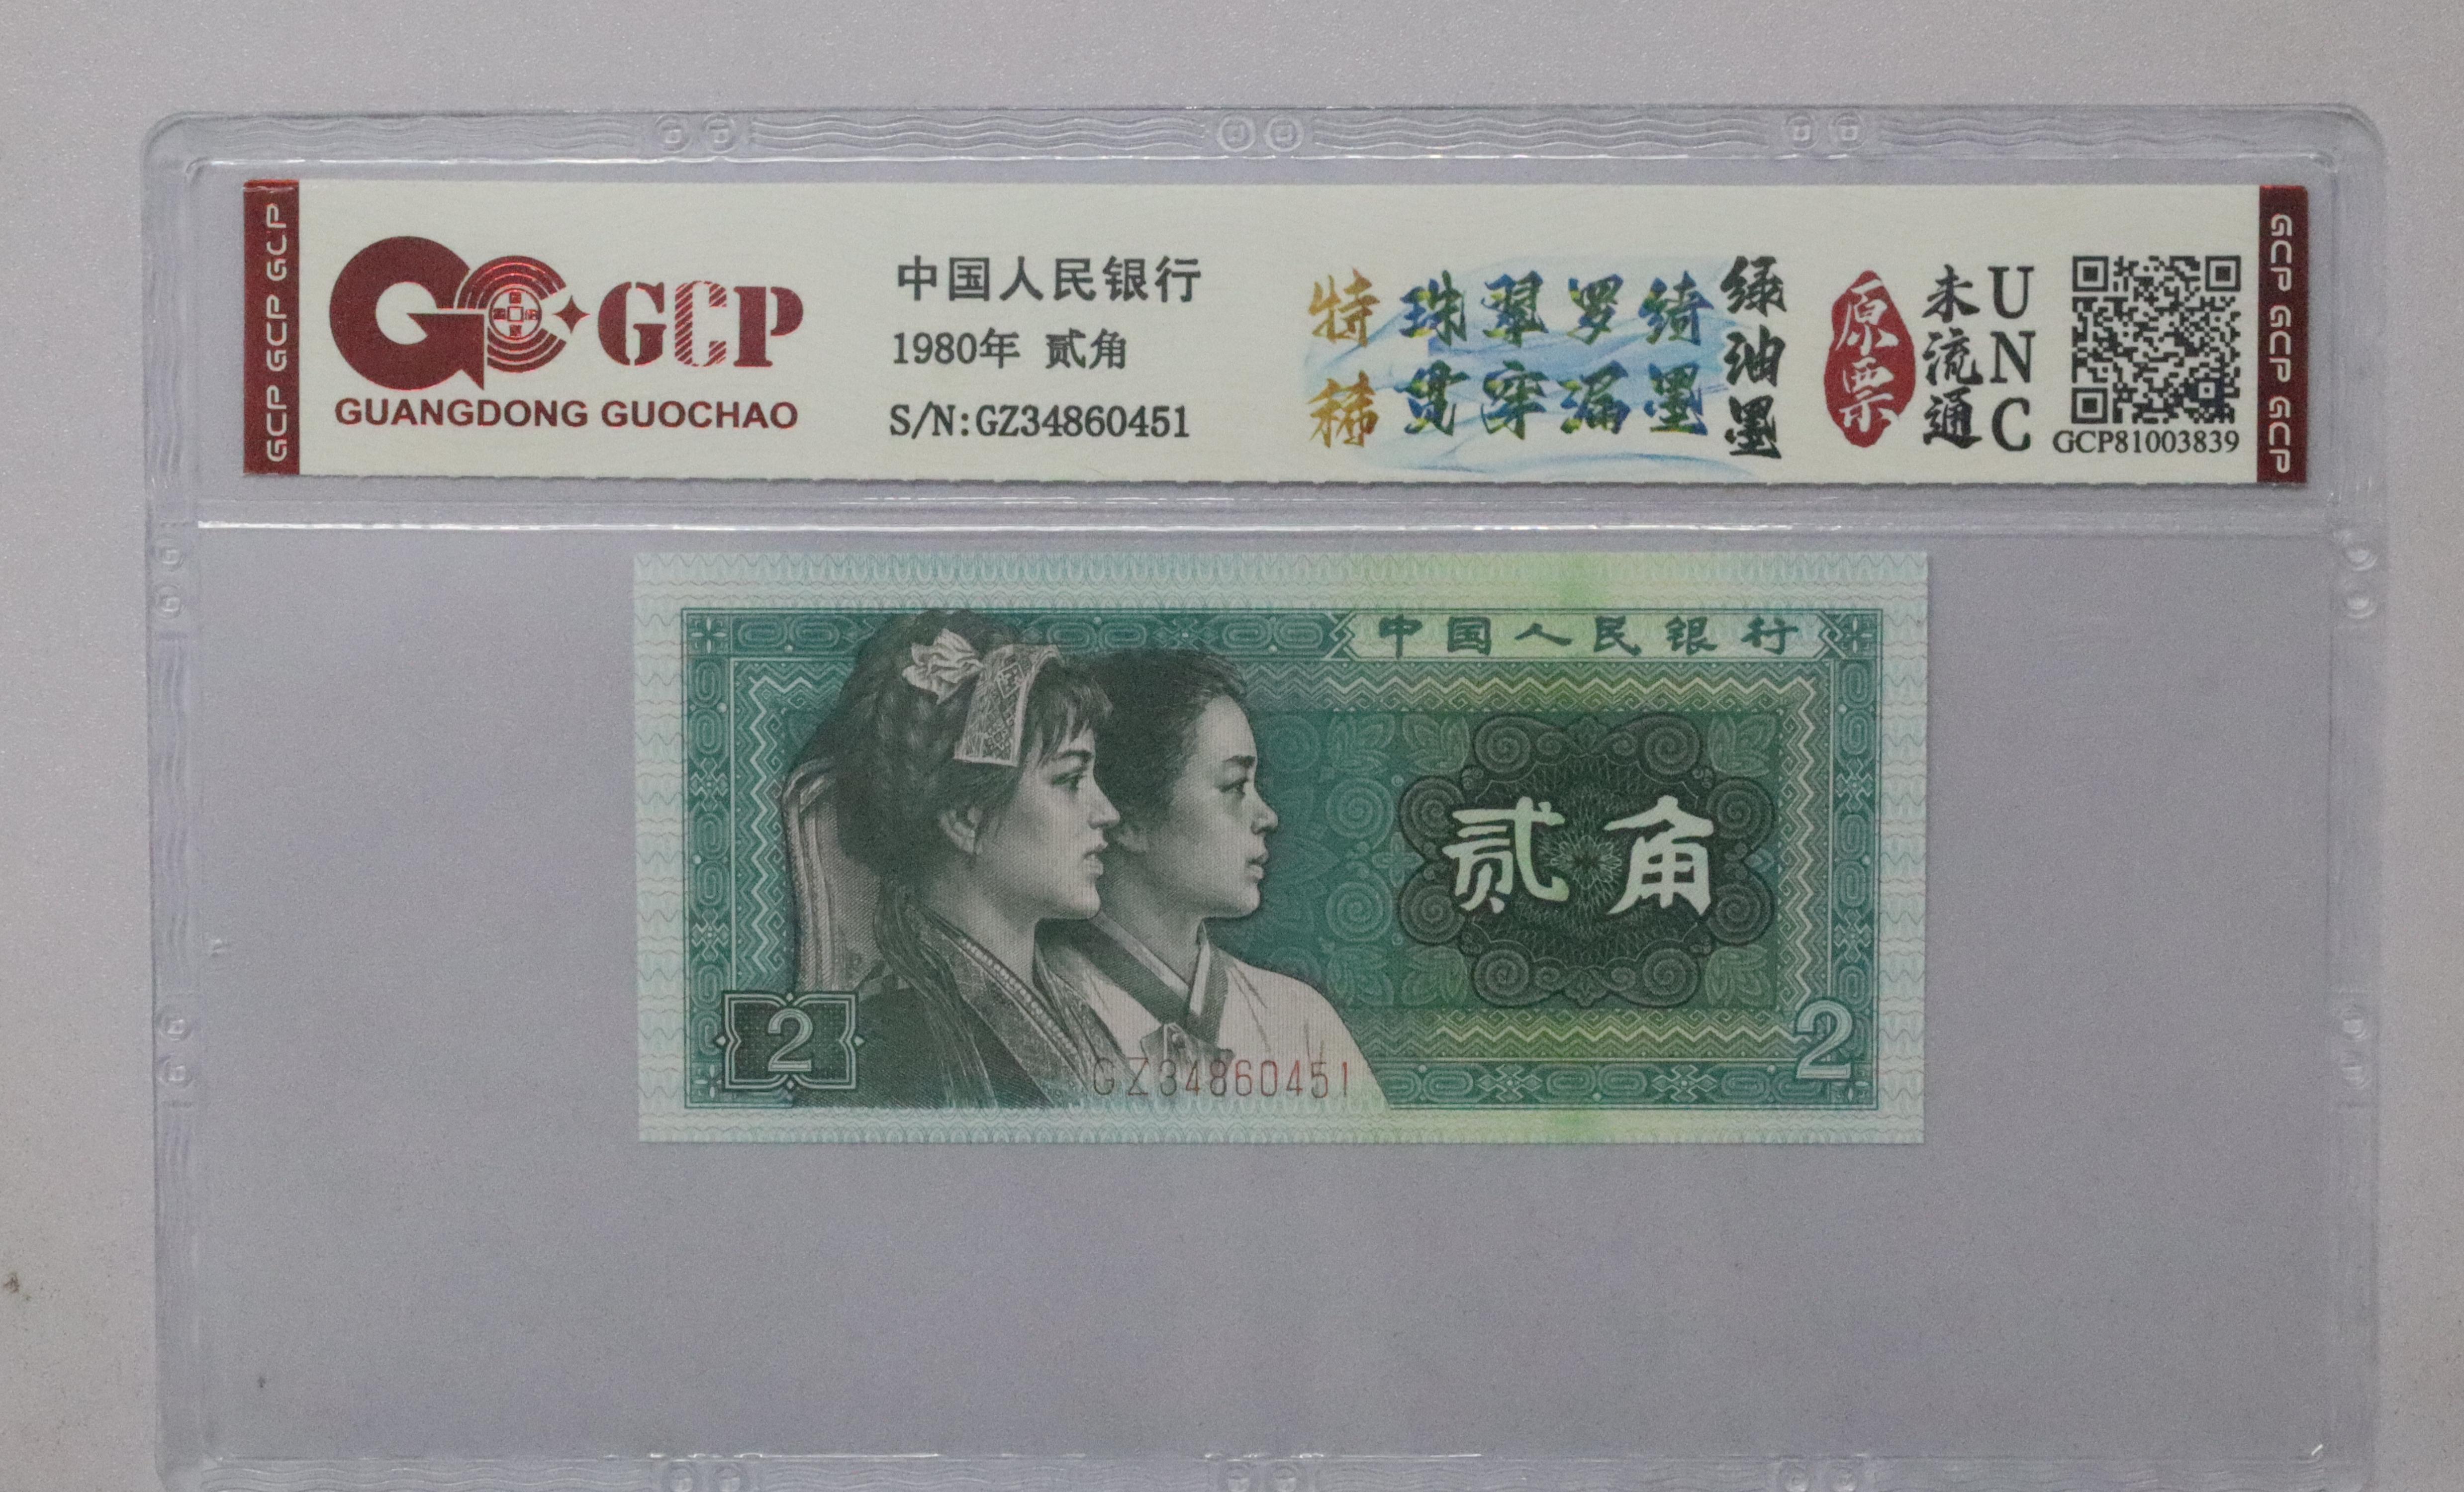 GCP GCP GCP
GCP
GUANGDONG GUOCHAO
中国人民银行
1980年 贰角
S/N:GZ34860451
特稀
珠翠罗绮
贯穿漏墨
绿油墨
原票
未流通
UNC
GCP81003839
GCP GCP GCP
中国人民银行
贰角
2
GZ34860451
2